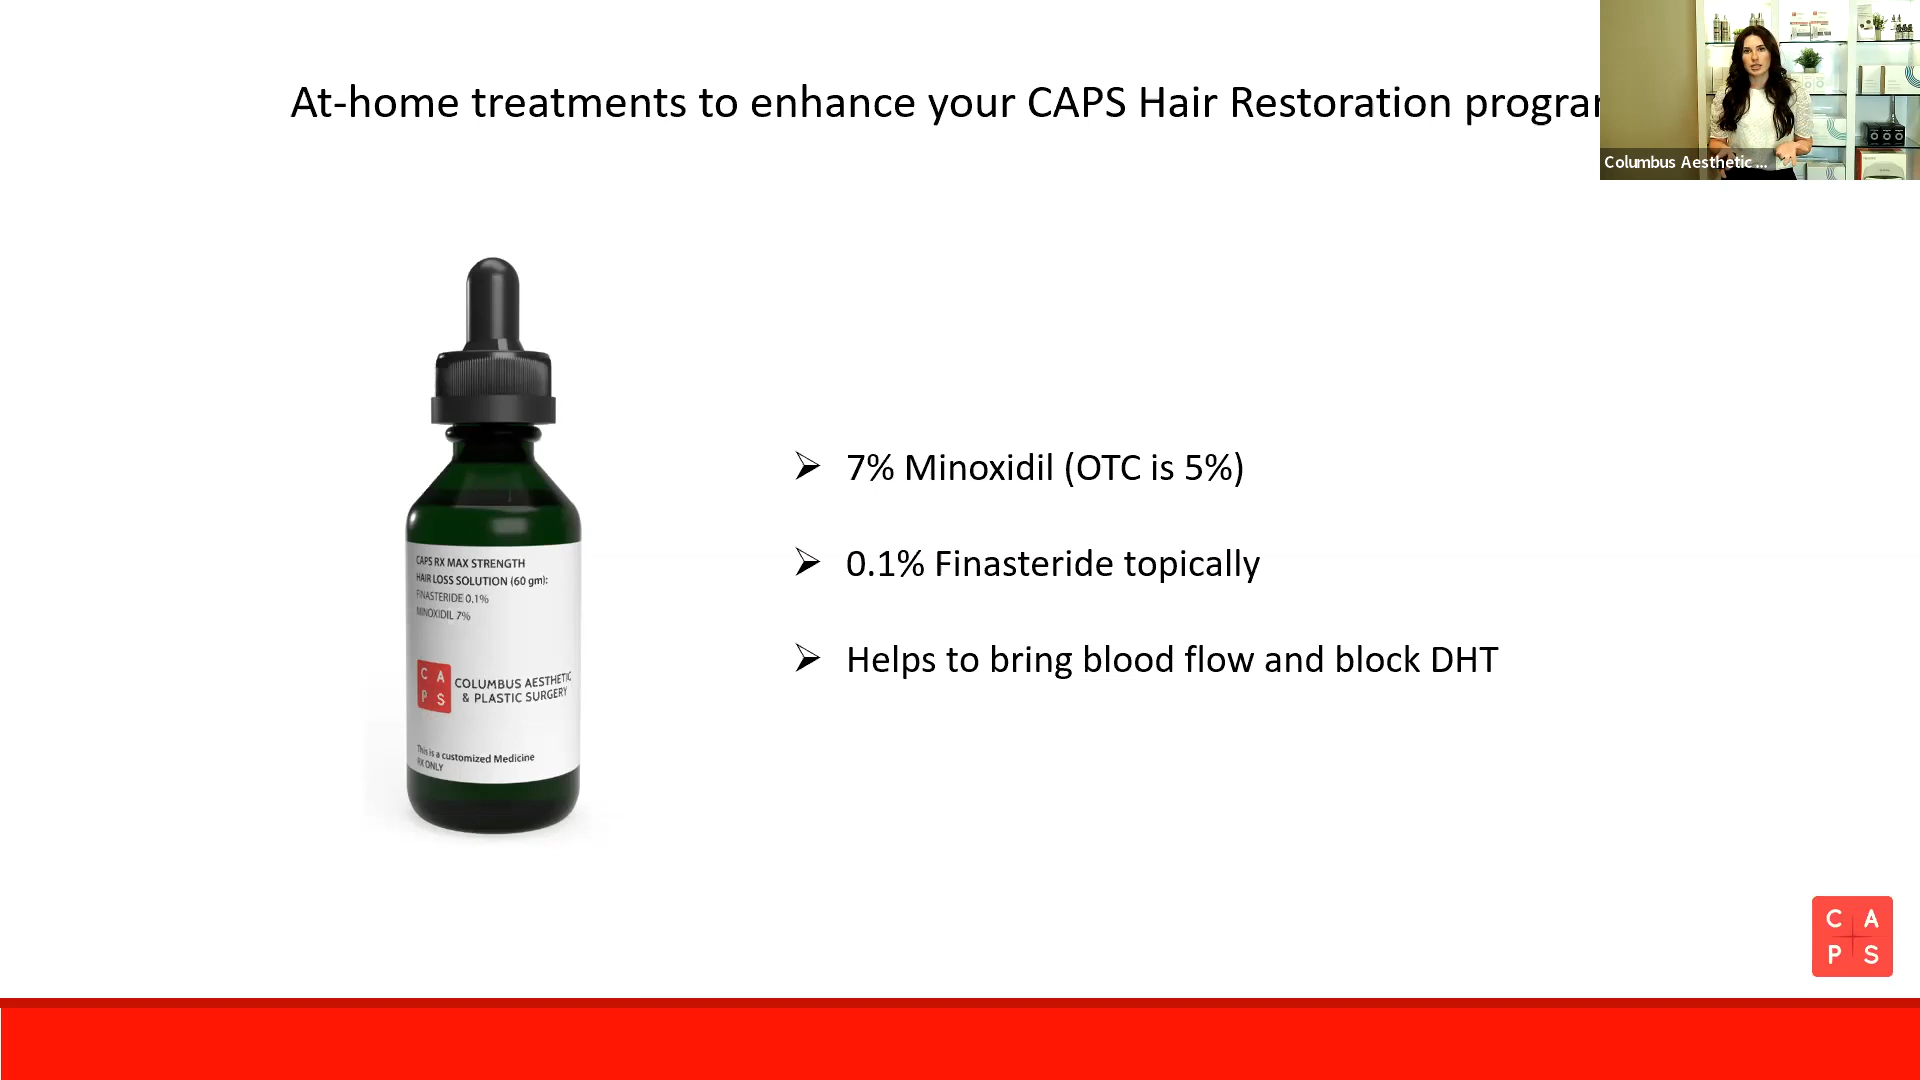 At-home treatments to enhance your CAPS Hair Restoration
Columbus Aesthetic ...
➢ 7% Minoxidil (OTC is 5%)
➢ 0.1% Finasteride topically
➢ Helps to bring blood flow and block DHT
CAPS RX MAX STRENGTH
HAIR LOSS SOLUTION (60 gm):
FINASTERIDE 0.1%
MINOXIDIL 7%
C A
P S
COLUMBUS AESTHETIC
& PLASTIC SURGERY
This is a customized Medicine
RX ONLY
C A
P S